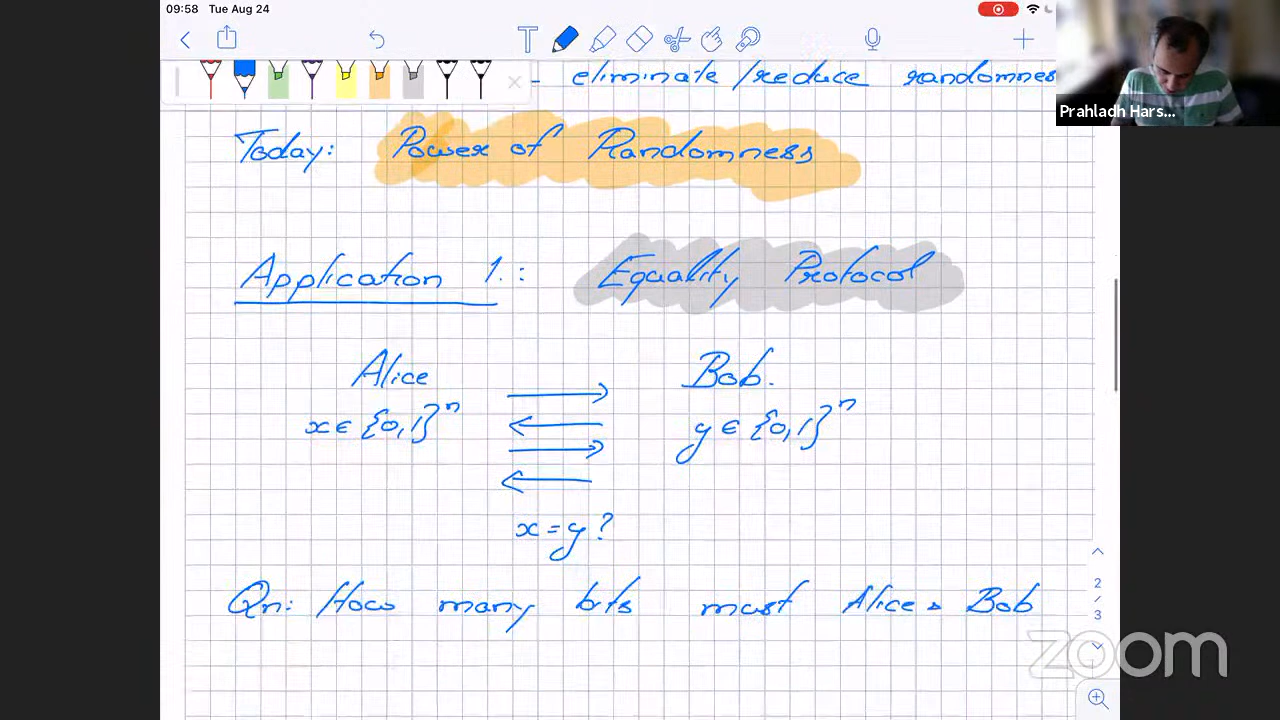 09:58 Tue Aug 24
- eliminate/reduce randomnes
Prahladh Hars...
Today: Power of Randomness
Application 1.: Equality Protocol
Alice Bob.
x ∈ {0,1}^n y ∈ {0,1}^n
x = y?
Qn: How many bits must Alice & Bob
2
3
zoom